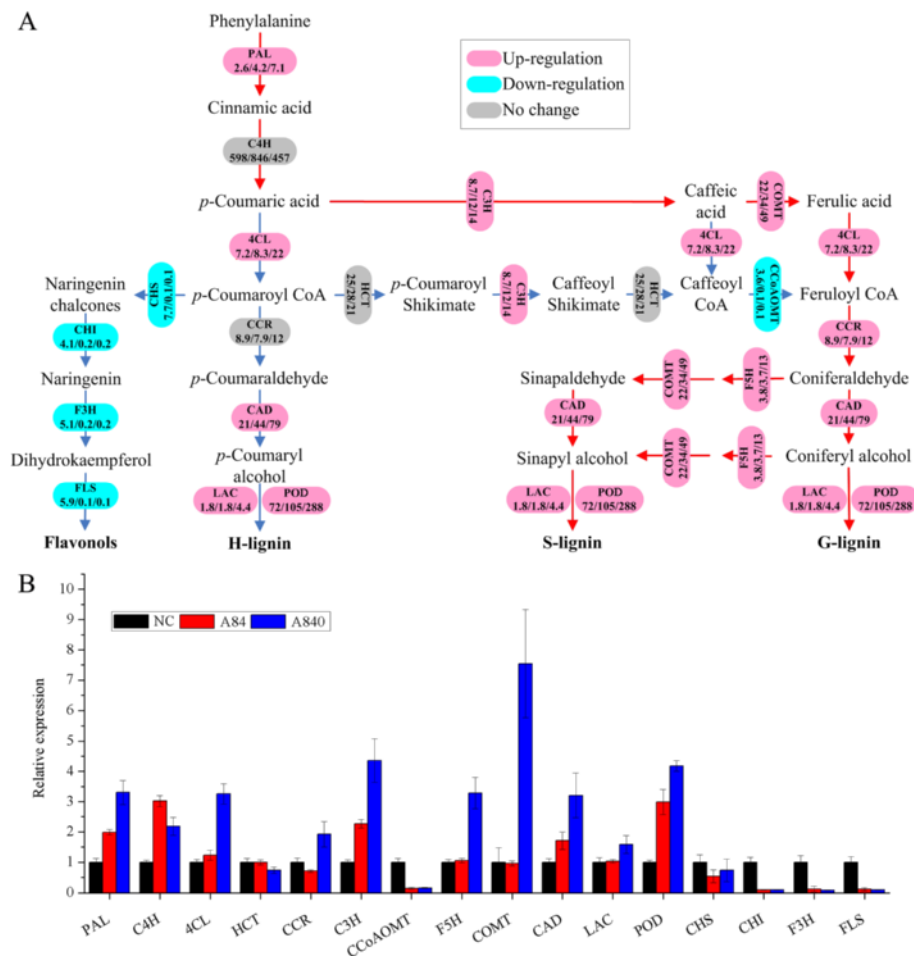 A
Phenylalanine
PAL
2.6/4.2/7.1
Up-regulation
Down-regulation
No change
Cinnamic acid
C4H
598/846/457
p-Coumaric acid
C3H
8.7/12/14
Caffeic
acid
COMT
22/34/49
Ferulic acid
4CL
7.2/8.3/22
4CL
7.2/8.3/22
4CL
7.2/8.3/22
Naringenin
chalcones
CHS
p-Coumaroyl CoA
HCT
25/28/21
p-Coumaroyl
Shikimate
C3H
8.7/12/14
Caffeoyl
Shikimate
HCT
25/28/21
Caffeoyl
CoA
CCoAOMT
3.6/0.1/0.1
Feruloyl CoA
CHI
4.1/0.2/0.2
CCR
8.9/7.9/12
CCR
8.9/7.9/12
Naringenin
p-Coumaraldehyde
Sinapaldehyde
COMT
22/34/49
F5H
3.8/3.7/13
Coniferaldehyde
F3H
5.1/0.2/0.2
CAD
21/44/79
CAD
21/44/79
CAD
21/44/79
Dihydrokaempferol
p-Coumaryl
alcohol
Sinapyl alcohol
COMT
22/34/49
F5H
3.8/3.7/13
Coniferyl alcohol
FLS
5.9/0.1/0.1
LAC
1.8/1.8/4.4
POD
72/105/288
LAC
1.8/1.8/4.4
POD
72/105/288
LAC
1.8/1.8/4.4
POD
72/105/288
Flavonols
H-lignin
S-lignin
G-lignin
B
NC
A84
A840
Relative expression
10
9
8
7
6
5
4
3
2
1
0
PAL
C4H
4CL
HCT
CCR
C3H
CCoAOMT
F5H
COMT
CAD
LAC
POD
CHS
CHI
F3H
FLS